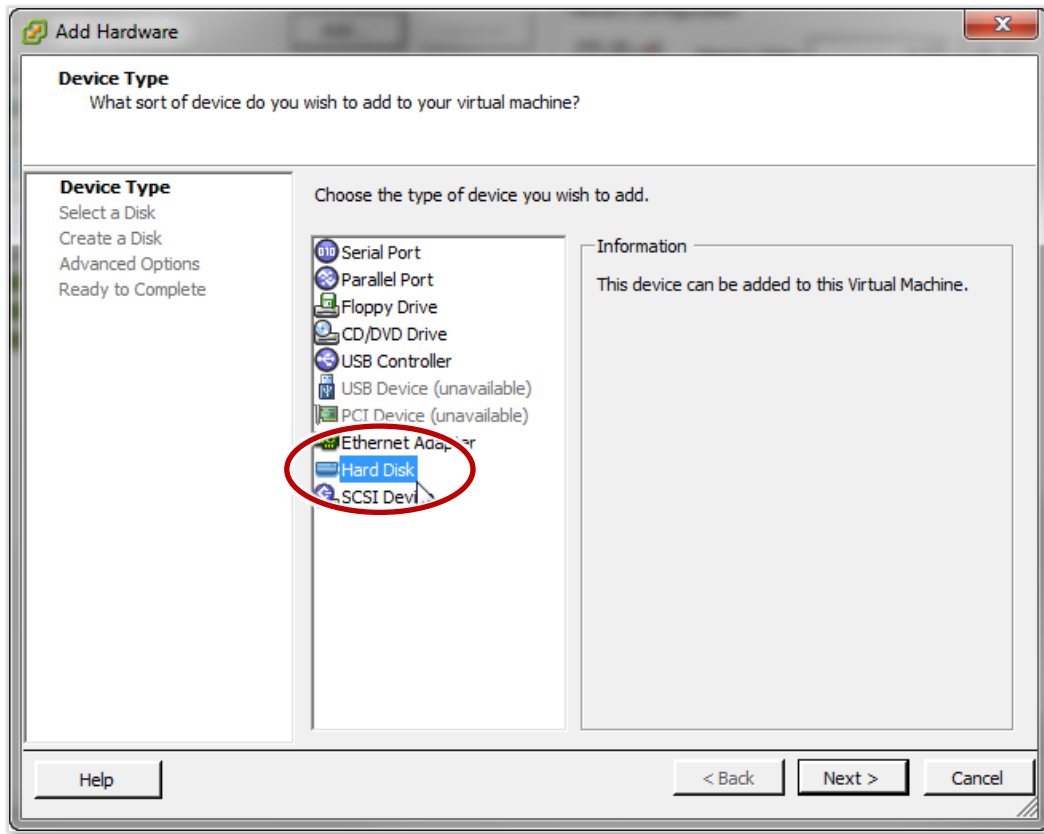 Add Hardware
X
Device Type
What sort of device do you wish to add to your virtual machine?
Device Type
Select a Disk
Create a Disk
Advanced Options
Ready to Complete
Choose the type of device you wish to add.
010 Serial Port
Parallel Port
Floppy Drive
CD/DVD Drive
USB Controller
USB Device (unavailable)
PCI Device (unavailable)
Ethernet Adapter
Hard Disk
SCSI Device
Information
This device can be added to this Virtual Machine.
Help
< Back
Next >
Cancel